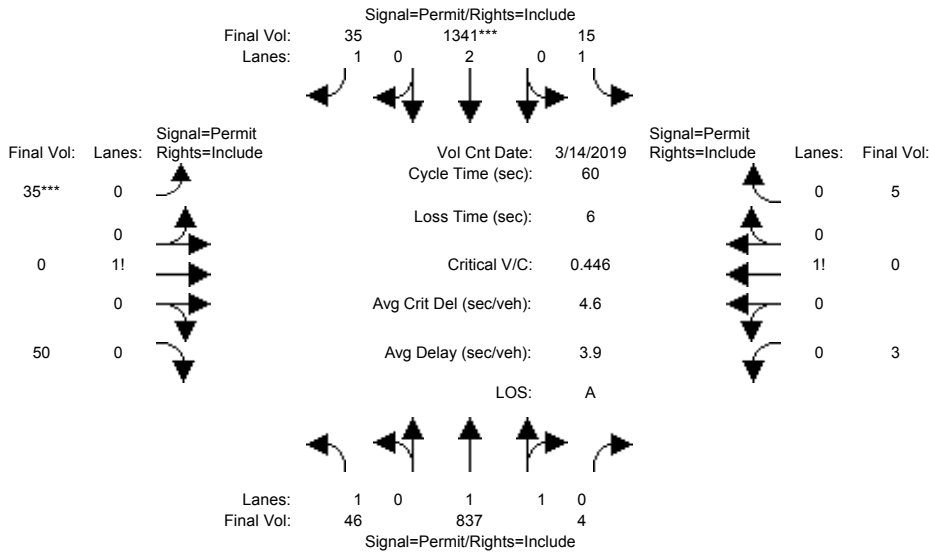 Signal=Permit/Rights=Include
Final Vol: 35 1341*** 15
Lanes: 1 0 2 0 1
Signal=Permit
Final Vol: Lanes: Rights=Include
Vol Cnt Date: 3/14/2019
Signal=Permit
Rights=Include Lanes: Final Vol:
Cycle Time (sec): 60
35*** 0
0 5
Loss Time (sec): 6
0
0
0 1!
Critical V/C: 0.446
1! 0
0
Avg Crit Del (sec/veh): 4.6
0
50 0
Avg Delay (sec/veh): 3.9
0 3
LOS: A
Lanes: 1 0 1 1 0
Final Vol: 46 837 4
Signal=Permit/Rights=Include